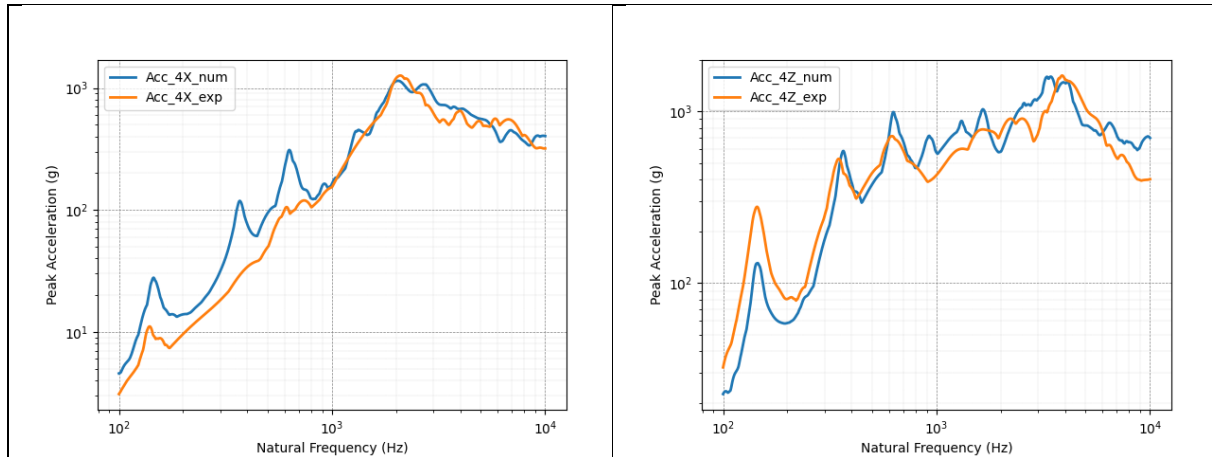 Acc_4X_num
Acc_4X_exp
10³
10²
10¹
Peak Acceleration (g)
10² 10³ 10⁴
Natural Frequency (Hz)
Acc_4Z_num
Acc_4Z_exp
10³
10²
Peak Acceleration (g)
10² 10³ 10⁴
Natural Frequency (Hz)